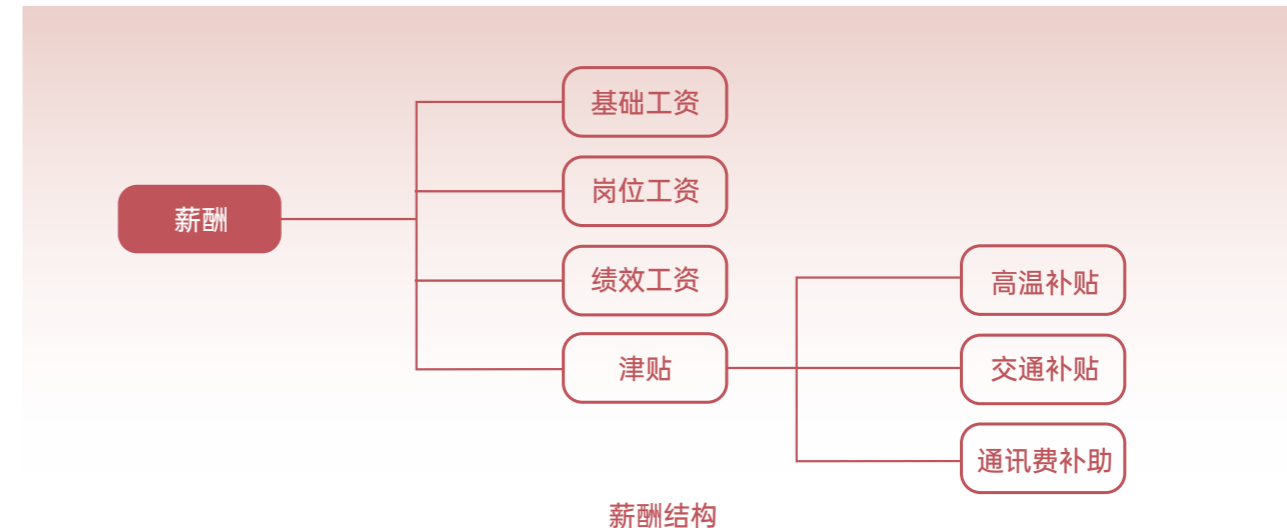 薪酬
基础工资
岗位工资
绩效工资
津贴
高温补贴
交通补贴
通讯费补助
薪酬结构